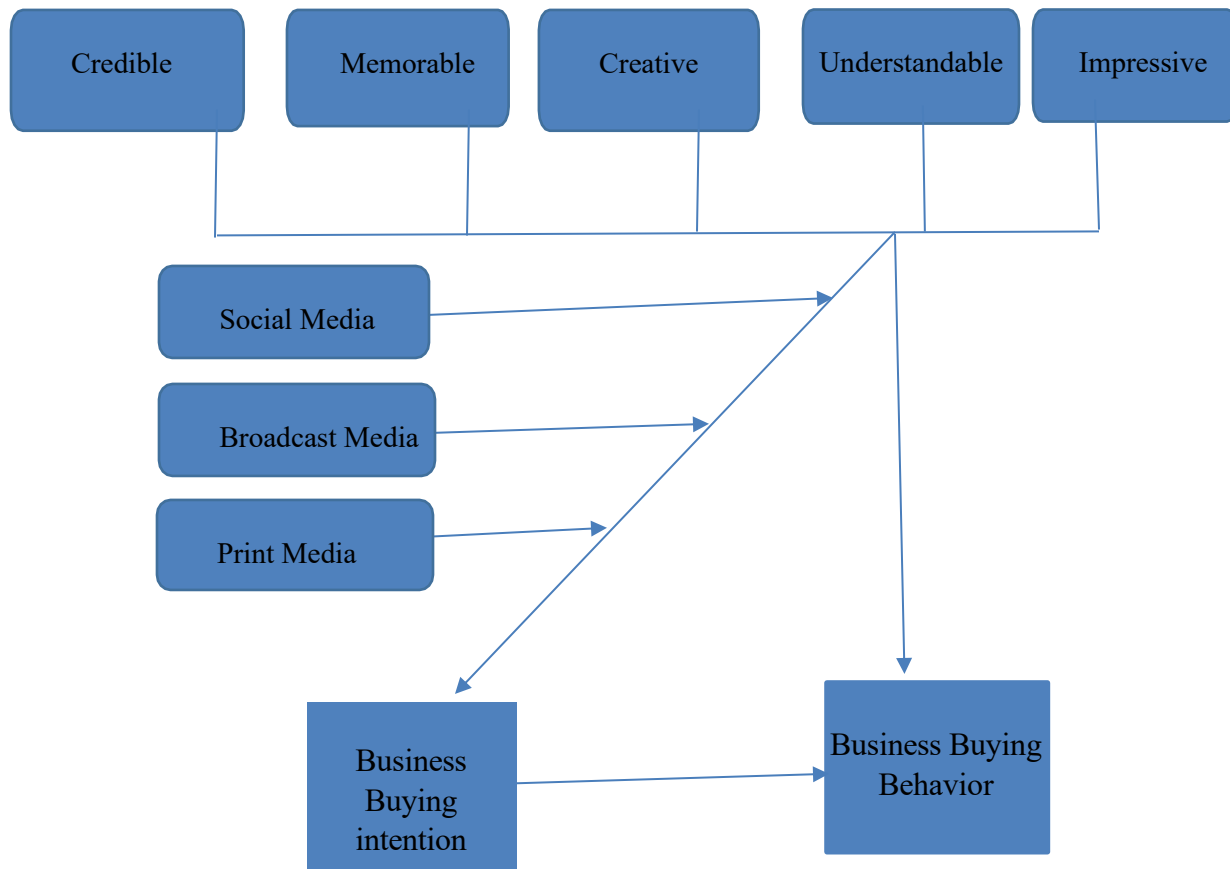 Credible
Memorable
Creative
Understandable
Impressive
Social Media
Broadcast Media
Print Media
Business
Buying
intention
Business Buying
Behavior